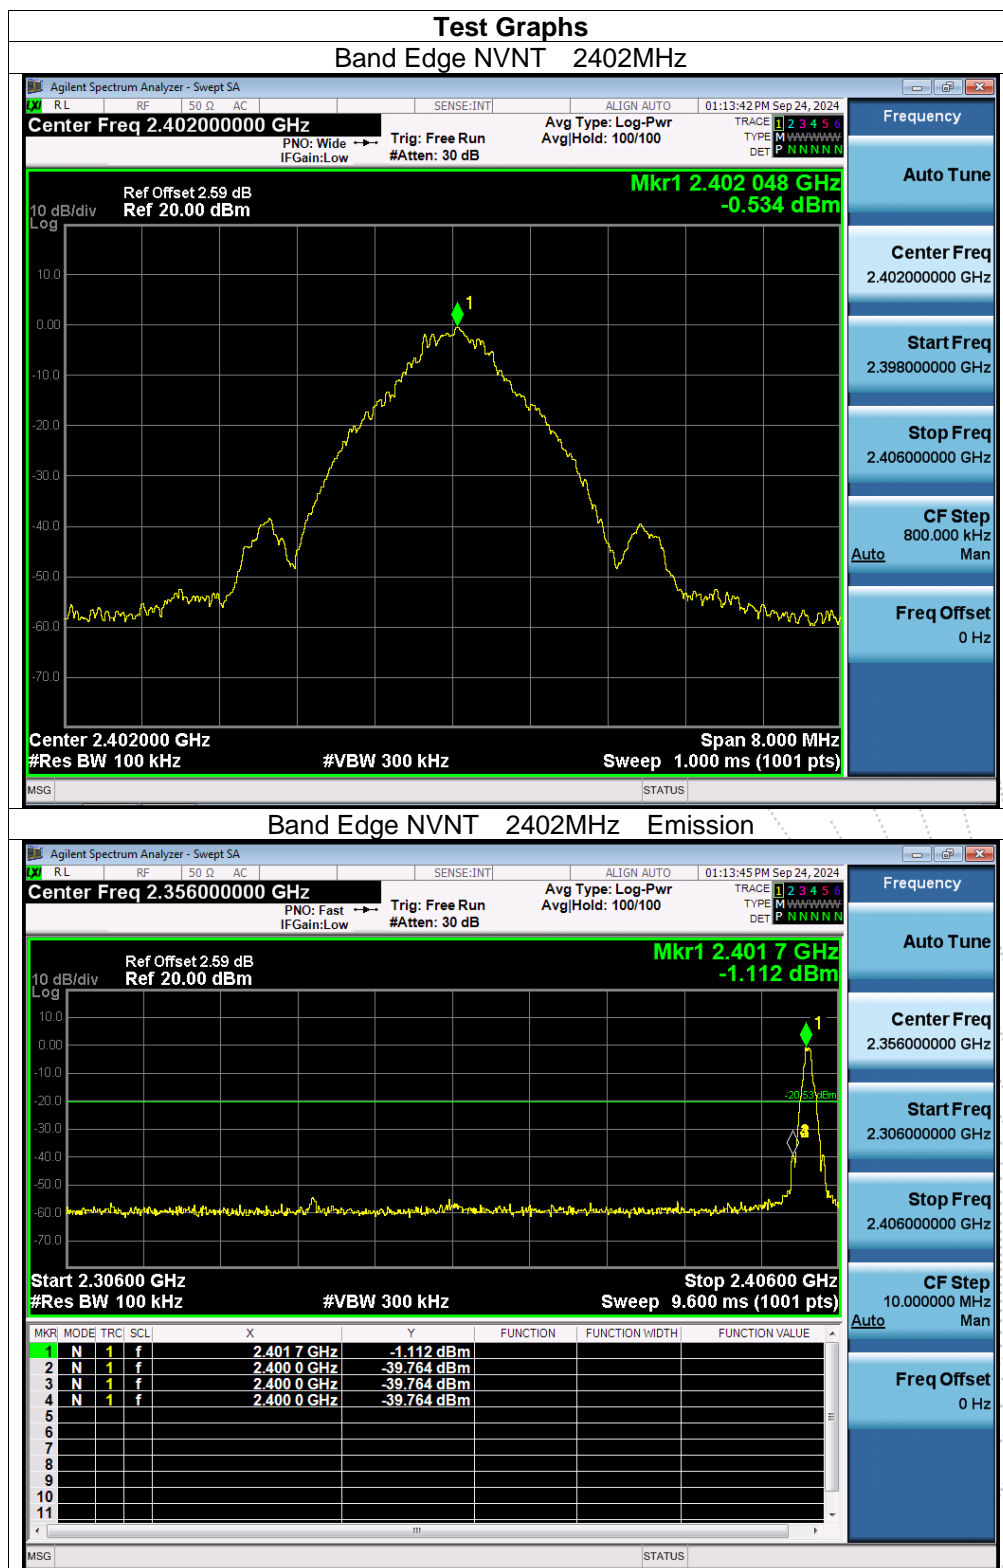 Test Graphs
Band Edge NVNT 2402MHz
Agilent Spectrum Analyzer - Swept SA
LXI RL RF 50 Ω AC SENSE:INT ALIGN AUTO 01:13:42 PM Sep 24, 2024
Center Freq 2.402000000 GHz
PNO: Wide
IFGain:Low
Trig: Free Run
#Atten: 30 dB
Avg Type: Log-Pwr
Avg|Hold: 100/100
TRACE 1 2 3 4 5 6
TYPE M WWWWW
DET P N N N N N
Frequency
Auto Tune
Center Freq
2.402000000 GHz
Start Freq
2.398000000 GHz
Stop Freq
2.406000000 GHz
CF Step
800.000 kHz
Auto Man
Freq Offset
0 Hz
Mkr1 2.402 048 GHz
-0.534 dBm
Ref Offset 2.59 dB
10 dB/div Ref 20.00 dBm
Log
10.0
1
0.00
-10.0
-20.0
-30.0
-40.0
-50.0
-60.0
-70.0
Center 2.402000 GHz Span 8.000 MHz
#Res BW 100 kHz #VBW 300 kHz Sweep 1.000 ms (1001 pts)
MSG STATUS
Band Edge NVNT 2402MHz Emission
Agilent Spectrum Analyzer - Swept SA
LXI RL RF 50 Ω AC SENSE:INT ALIGN AUTO 01:13:45 PM Sep 24, 2024
Center Freq 2.356000000 GHz
PNO: Fast
IFGain:Low
Trig: Free Run
#Atten: 30 dB
Avg Type: Log-Pwr
Avg|Hold: 100/100
TRACE 1 2 3 4 5 6
TYPE M WWWWW
DET P N N N N N
Frequency
Auto Tune
Center Freq
2.356000000 GHz
Start Freq
2.306000000 GHz
Stop Freq
2.406000000 GHz
CF Step
10.000000 MHz
Auto Man
Freq Offset
0 Hz
Mkr1 2.401 7 GHz
-1.112 dBm
Ref Offset 2.59 dB
10 dB/div Ref 20.00 dBm
Log
10.0
1
0.00
-10.0
-20.0
-20.53 dBm
-30.0
-40.0
-50.0
-60.0
-70.0
Start 2.30600 GHz Stop 2.40600 GHz
#Res BW 100 kHz #VBW 300 kHz Sweep 9.600 ms (1001 pts)
MKR MODE TRC SCL X Y FUNCTION FUNCTION WIDTH FUNCTION VALUE
1 N 1 f 2.401 7 GHz -1.112 dBm
2 N 1 f 2.400 0 GHz -39.764 dBm
3 N 1 f 2.400 0 GHz -39.764 dBm
4 N 1 f 2.400 0 GHz -39.764 dBm
5
6
7
8
9
10
11
MSG STATUS